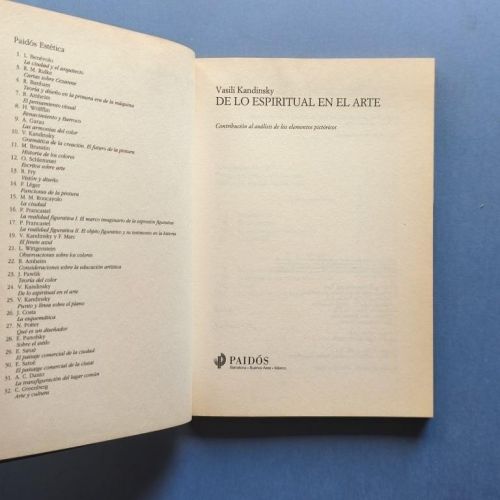 Paidós Estética
1. L. Benévolo
La ciudad y el arquitecto
3. R. M. Rilke
Cartas sobre Cézanne
4. R. Banham
Teoría y diseño en la primera era de la máquina
7. R. Arnheim
El pensamiento visual
8. H. Wölfflin
Renacimiento y Barroco
9. A. Garau
Las armonías del color
10. V. Kandinsky
Gramática de la creación. El futuro de la pintura
11. M. Brusatin
Historia de los colores
12. O. Schlemmer
Escritos sobre arte
13. R. Fry
Visión y diseño
14. F. Léger
Funciones de la pintura
15. M. M. Roncayolo
La ciudad
16. P. Francastel
La realidad figurativa I. El marco imaginario de la expresión figurativa
17. P. Francastel
La realidad figurativa II. El objeto figurativo y su testimonio en la historia
19. V. Kandinsky y F. Marc
El jinete azul
21. L. Wittgenstein
Observaciones sobre los colores
22. R. Arnheim
Consideraciones sobre la educación artística
23. J. Pawlik
Teoría del color
24. V. Kandinsky
De lo espiritual en el arte
25. V. Kandinsky
Punto y línea sobre el plano
26. J. Costa
La esquemática
27. N. Potter
Qué es un diseñador
28. E. Panofsky
Sobre el estilo
29. E. Satué
El paisaje comercial de la ciudad
30. E. Satué
El paisatge comercial de la ciutat
31. A. C. Danto
La transfiguración del lugar común
32. C. Greenberg
Arte y cultura
Vasili Kandinsky
DE LO ESPIRITUAL EN EL ARTE
Contribución al análisis de los elementos pictóricos
PAIDÓS
Barcelona • Buenos Aires • México